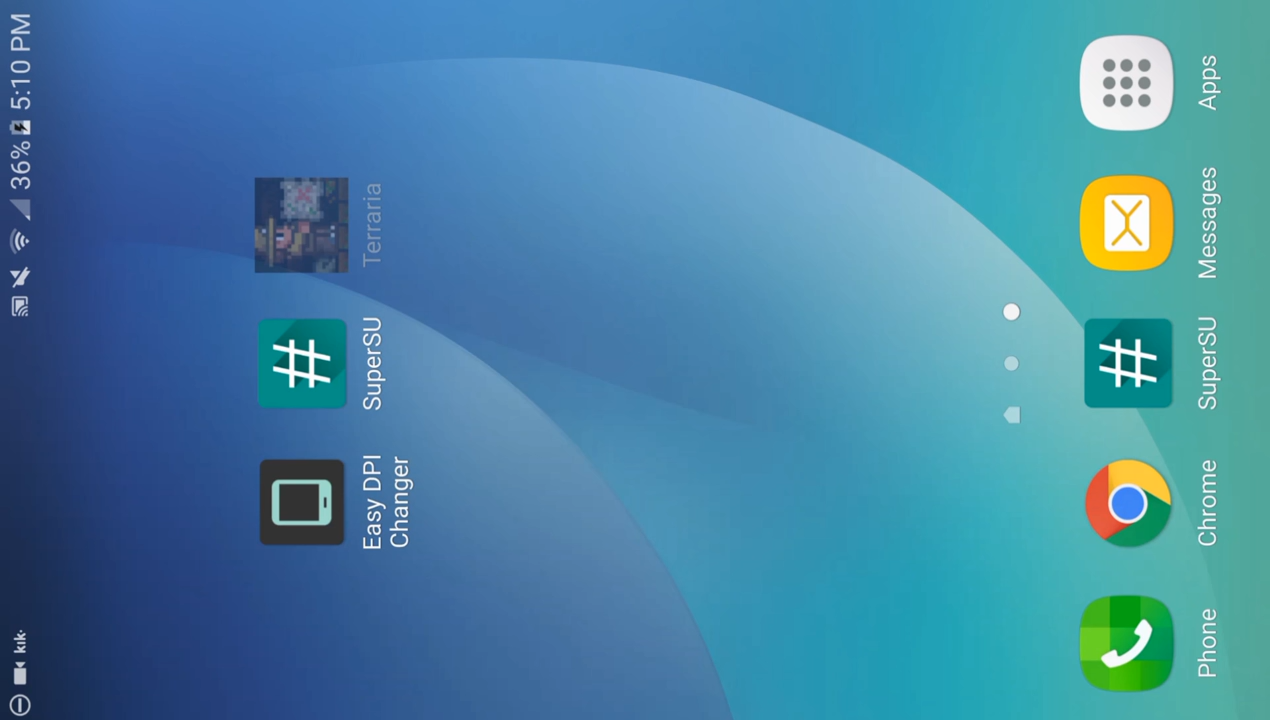 kik·
36% 5:10 PM
Easy DPI
Changer
SuperSU
Terraria
Phone
Chrome
SuperSU
Messages
Apps